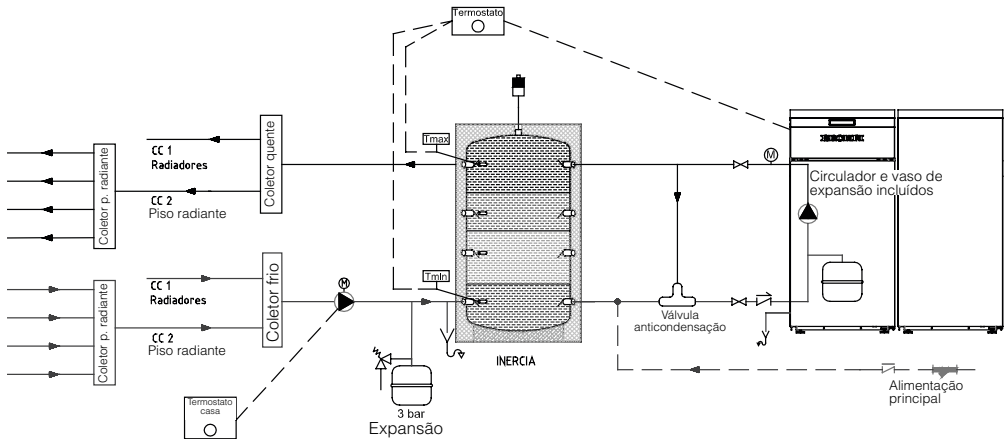 Termostato
Tmax
CC 1
Radiadores
Coletor quente
Coletor p. radiante
CC 2
Piso radiante
M
Circulador e vaso de
expansão incluídos
TmIn
CC 1
Radiadores
Coletor frio
M
Coletor p. radiante
CC 2
Piso radiante
Válvula
anticondensação
INERCIA
Termostato
casa
3 bar
Expansão
Alimentação
principal